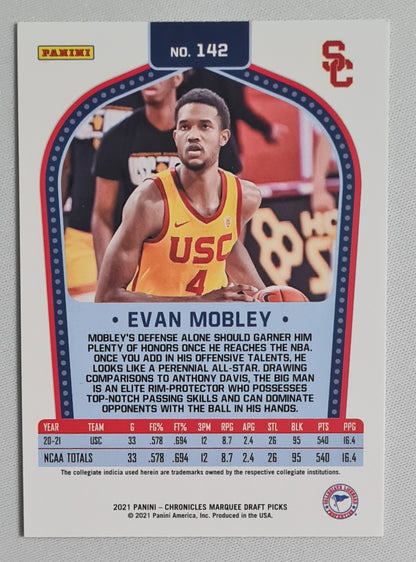 PANINI
NO. 142
SC
USC
4
• EVAN MOBLEY •
MOBLEY'S DEFENSE ALONE SHOULD GARNER HIM
PLENTY OF HONORS ONCE HE REACHES THE NBA.
ONCE YOU ADD IN HIS OFFENSIVE TALENTS, HE
LOOKS LIKE A PERENNIAL ALL-STAR. DRAWING
COMPARISONS TO ANTHONY DAVIS, THE BIG MAN
IS AN ELITE RIM-PROTECTOR WHO POSSESSES
TOP-NOTCH PASSING SKILLS AND CAN DOMINATE
OPPONENTS WITH THE BALL IN HIS HANDS.
YEAR TEAM G FG% FT% 3PM RPG APG STL BLK PTS PPG
20-21 USC 33 .578 .694 12 8.7 2.4 26 95 540 16.4
NCAA TOTALS 33 .578 .694 12 8.7 2.4 26 95 540 16.4
The collegiate indicia used herein are trademarks owned by the respective collegiate institutions.
2021 PANINI – CHRONICLES MARQUEE DRAFT PICKS
© 2021 Panini America, Inc. Produced in the USA.